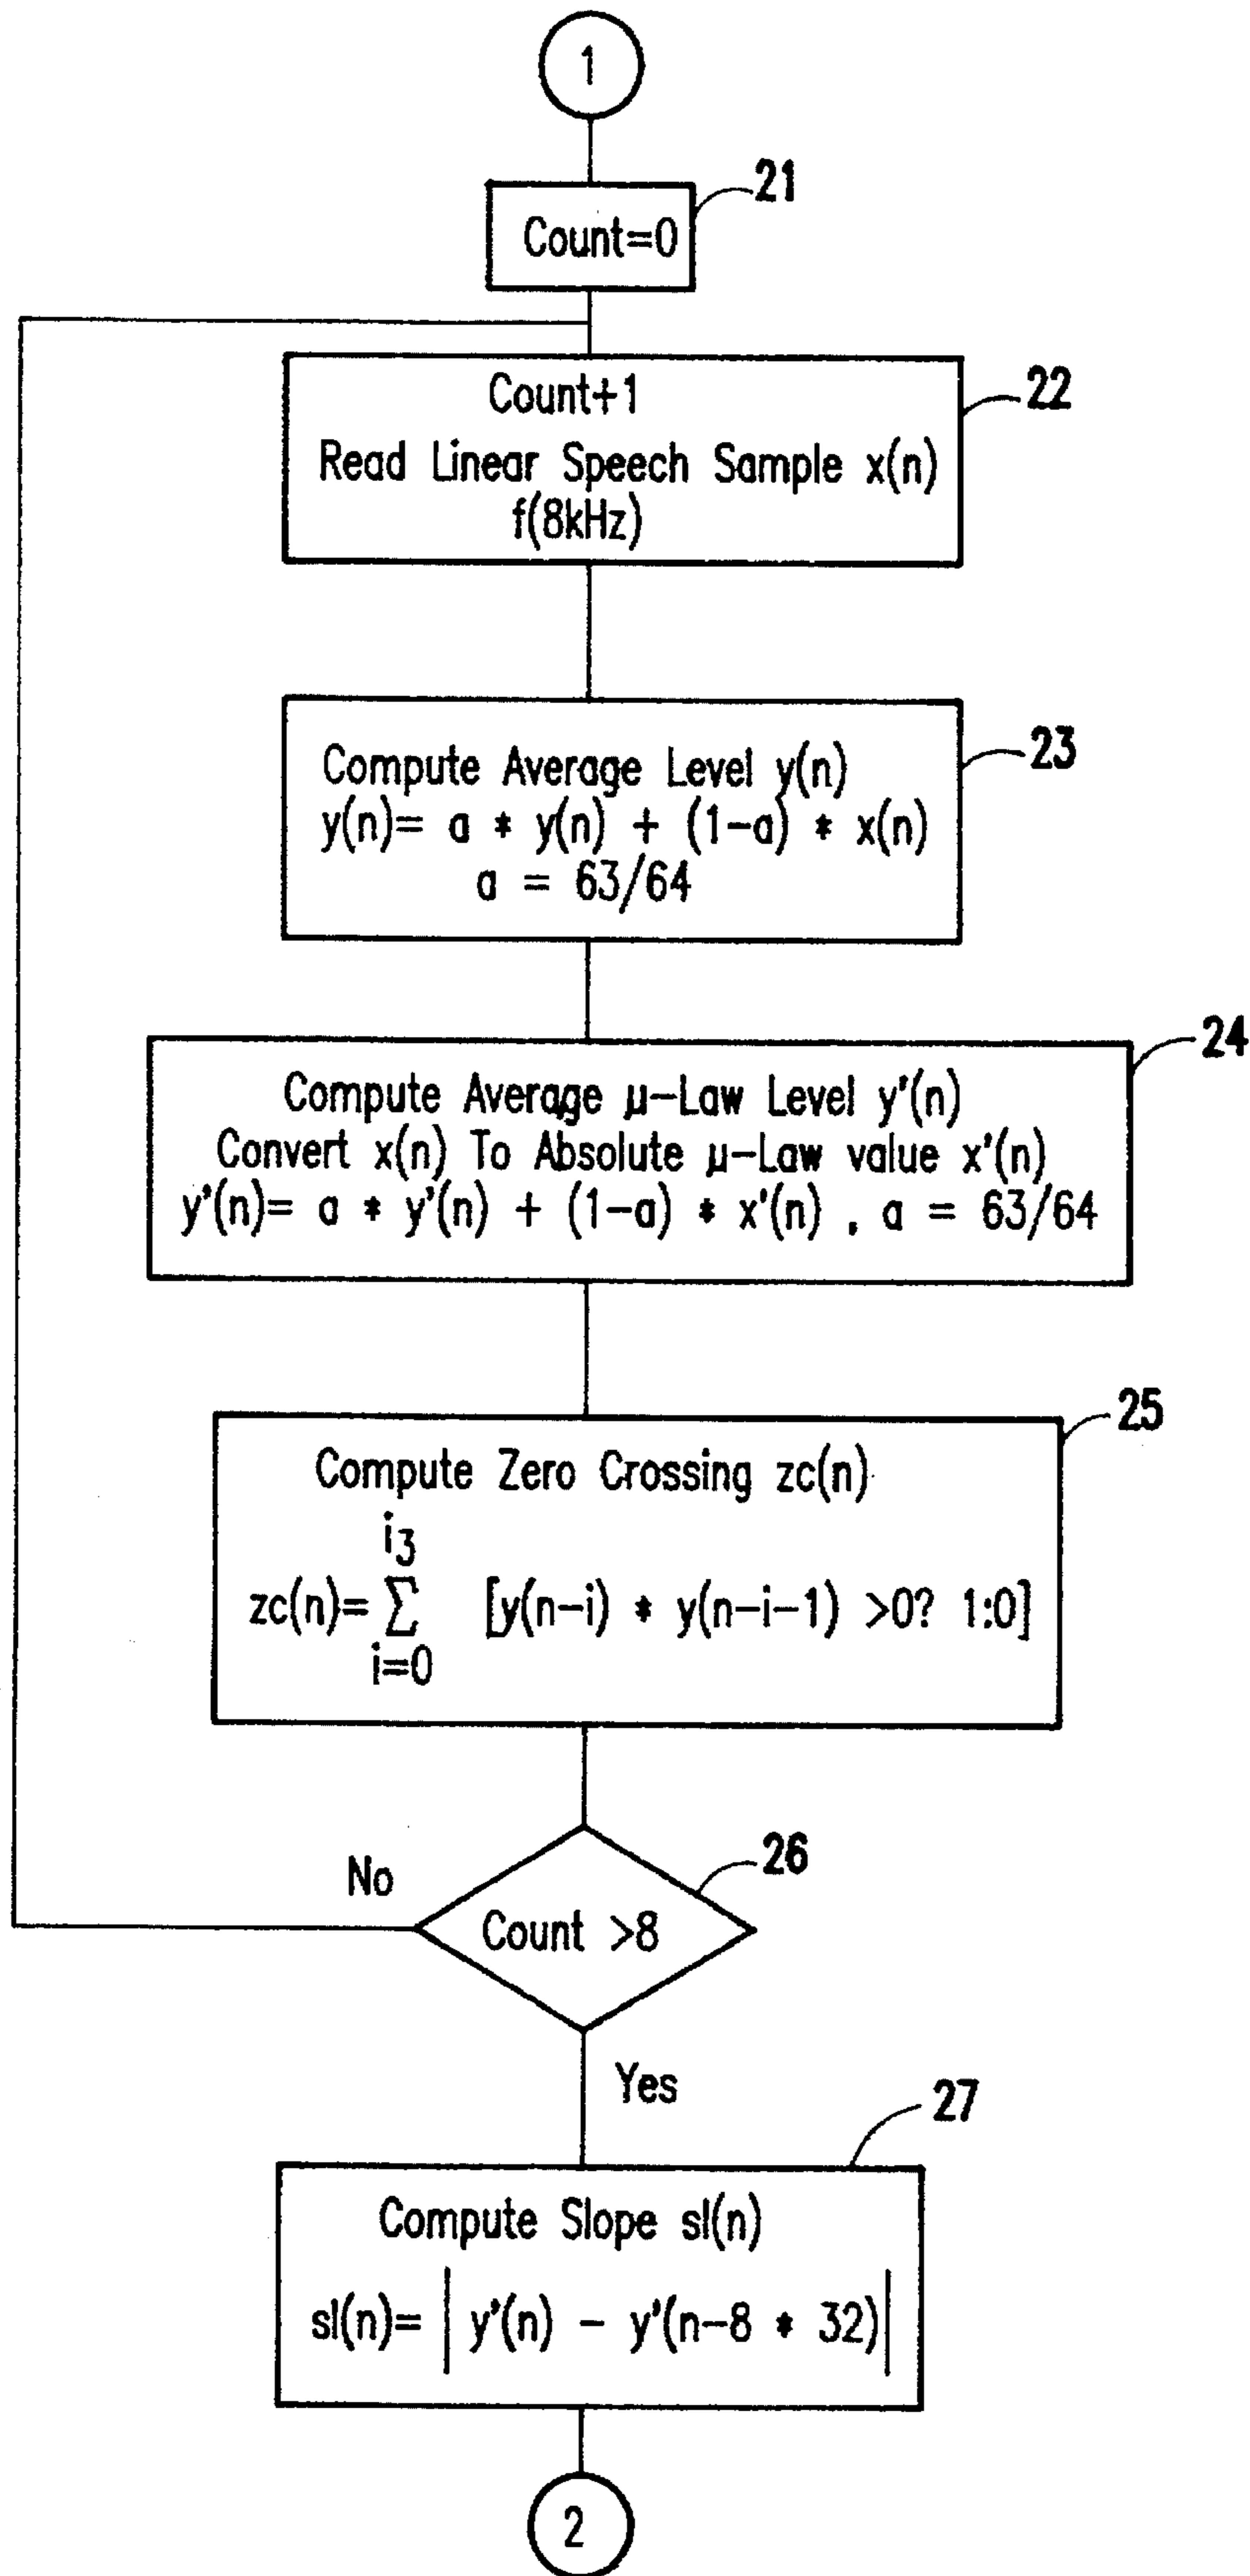 1
21
Count=0
22
Count+1
Read Linear Speech Sample x(n)
f(8kHz)
23
Compute Average Level y(n)
y(n)= a * y(n) + (1-a) * x(n)
a = 63/64
24
Compute Average μ-Law Level y'(n)
Convert x(n) To Absolute μ-Law value x'(n)
y'(n)= a * y'(n) + (1-a) * x'(n) , a = 63/64
25
Compute Zero Crossing zc(n)
i3
zc(n)=∑ [y(n-i) * y(n-i-1) >0? 1:0]
i=0
26
No
Count >8
Yes
27
Compute Slope sl(n)
sl(n)= | y'(n) - y'(n-8 * 32)|
2